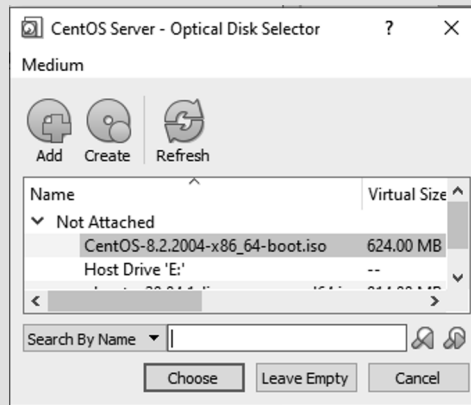 CentOS Server - Optical Disk Selector ? X
Medium
Add Create Refresh
Name Virtual Size
Not Attached
CentOS-8.2.2004-x86_64-boot.iso 624.00 MB
Host Drive 'E:' --
Search By Name
Choose Leave Empty Cancel